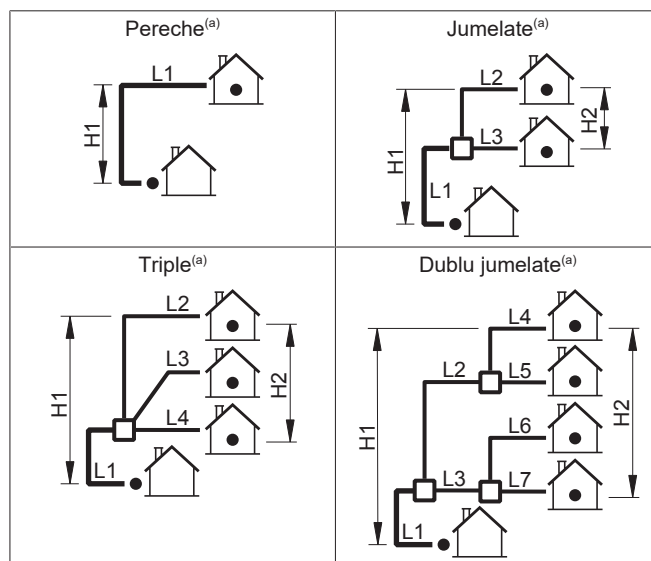 Pereche(a)
L1
H1
Jumelate(a)
L2
H2
L3
H1
L1
Triple(a)
L2
L3
H2
H1
L4
L1
Dublu jumelate(a)
L4
L2
L5
H1
H2
L6
L3
L7
L1